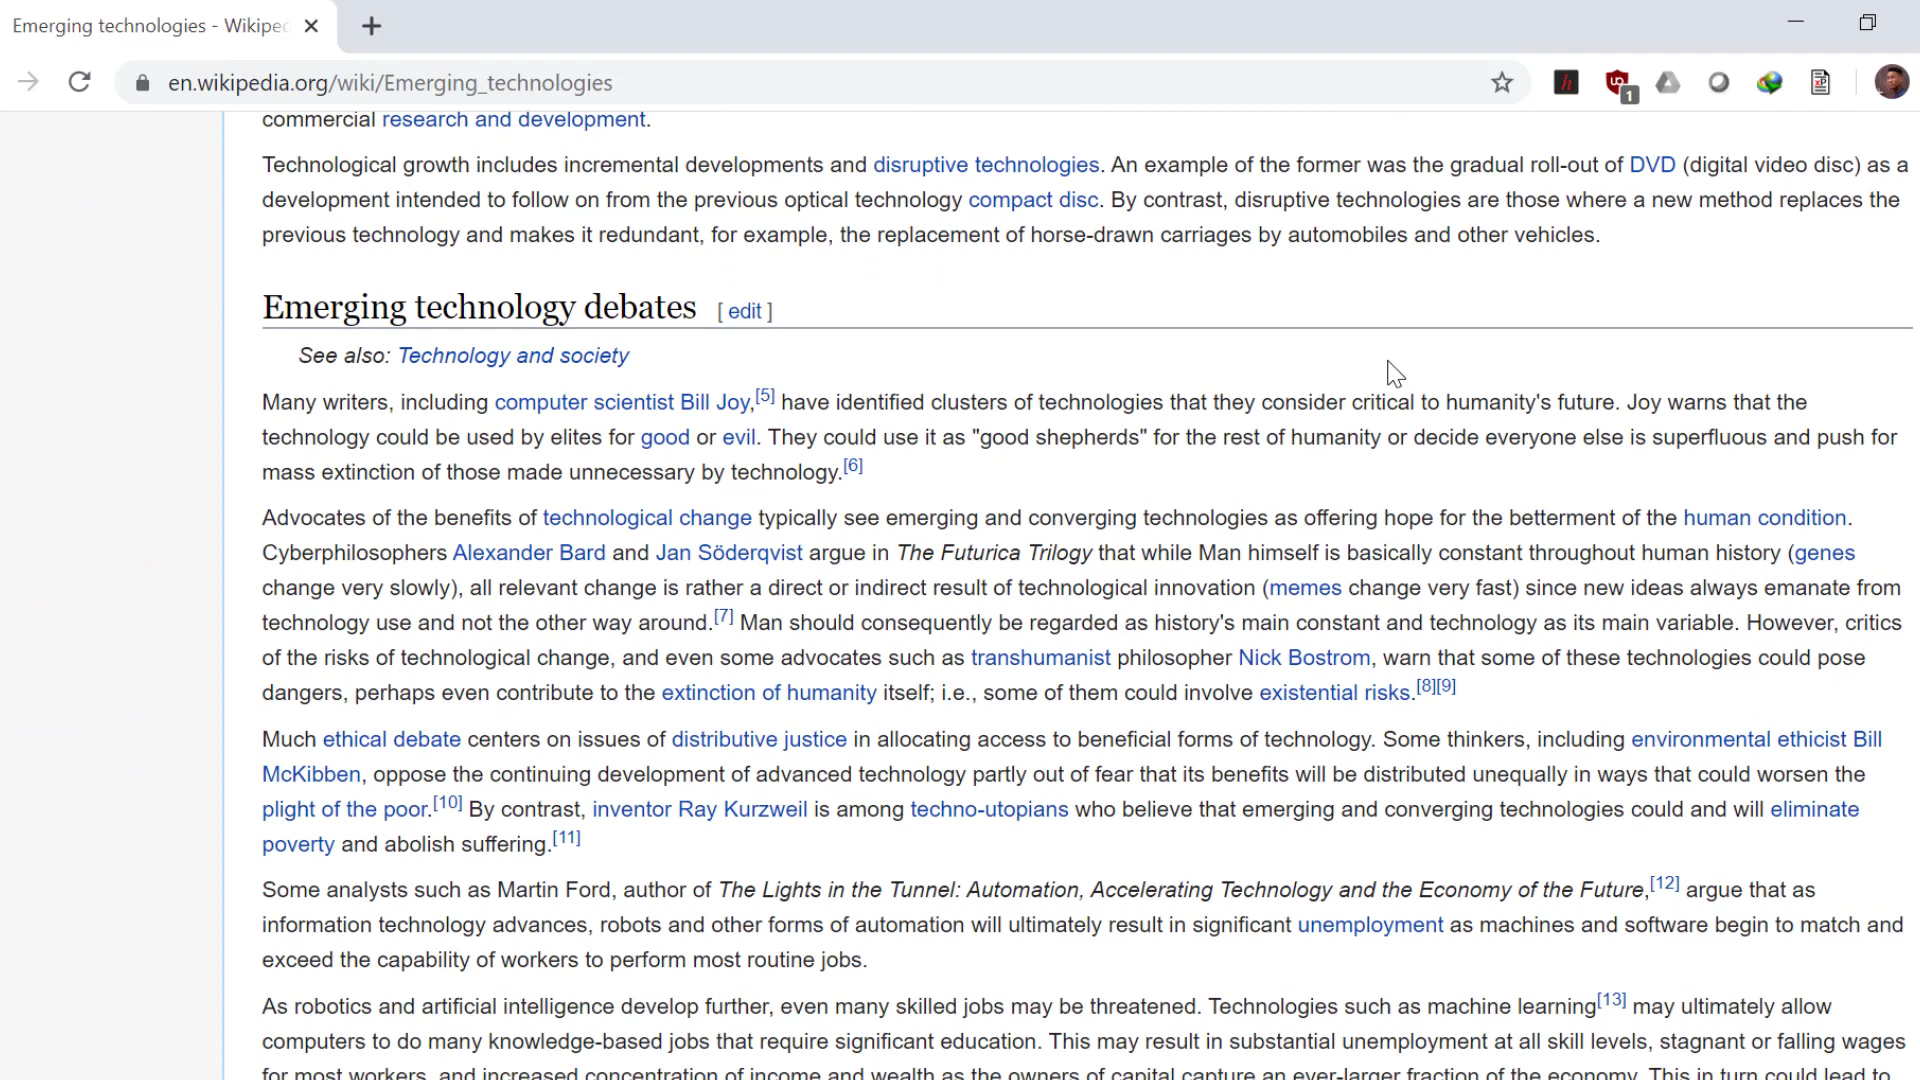 Emerging technologies - Wikiped
en.wikipedia.org/wiki/Emerging_technologies
1
commercial research and development.
Technological growth includes incremental developments and disruptive technologies. An example of the former was the gradual roll-out of DVD (digital video disc) as a
development intended to follow on from the previous optical technology compact disc. By contrast, disruptive technologies are those where a new method replaces the
previous technology and makes it redundant, for example, the replacement of horse-drawn carriages by automobiles and other vehicles.
Emerging technology debates [ edit ]
See also: Technology and society
Many writers, including computer scientist Bill Joy,[5] have identified clusters of technologies that they consider critical to humanity's future. Joy warns that the
technology could be used by elites for good or evil. They could use it as "good shepherds" for the rest of humanity or decide everyone else is superfluous and push for
mass extinction of those made unnecessary by technology.[6]
Advocates of the benefits of technological change typically see emerging and converging technologies as offering hope for the betterment of the human condition.
Cyberphilosophers Alexander Bard and Jan Söderqvist argue in The Futurica Trilogy that while Man himself is basically constant throughout human history (genes
change very slowly), all relevant change is rather a direct or indirect result of technological innovation (memes change very fast) since new ideas always emanate from
technology use and not the other way around.[7] Man should consequently be regarded as history's main constant and technology as its main variable. However, critics
of the risks of technological change, and even some advocates such as transhumanist philosopher Nick Bostrom, warn that some of these technologies could pose
dangers, perhaps even contribute to the extinction of humanity itself; i.e., some of them could involve existential risks.[8][9]
Much ethical debate centers on issues of distributive justice in allocating access to beneficial forms of technology. Some thinkers, including environmental ethicist Bill
McKibben, oppose the continuing development of advanced technology partly out of fear that its benefits will be distributed unequally in ways that could worsen the
plight of the poor.[10] By contrast, inventor Ray Kurzweil is among techno-utopians who believe that emerging and converging technologies could and will eliminate
poverty and abolish suffering.[11]
Some analysts such as Martin Ford, author of The Lights in the Tunnel: Automation, Accelerating Technology and the Economy of the Future,[12] argue that as
information technology advances, robots and other forms of automation will ultimately result in significant unemployment as machines and software begin to match and
exceed the capability of workers to perform most routine jobs.
As robotics and artificial intelligence develop further, even many skilled jobs may be threatened. Technologies such as machine learning[13] may ultimately allow
computers to do many knowledge-based jobs that require significant education. This may result in substantial unemployment at all skill levels, stagnant or falling wages
for most workers, and increased concentration of income and wealth as the owners of capital capture an ever-larger fraction of the economy. This in turn could lead to